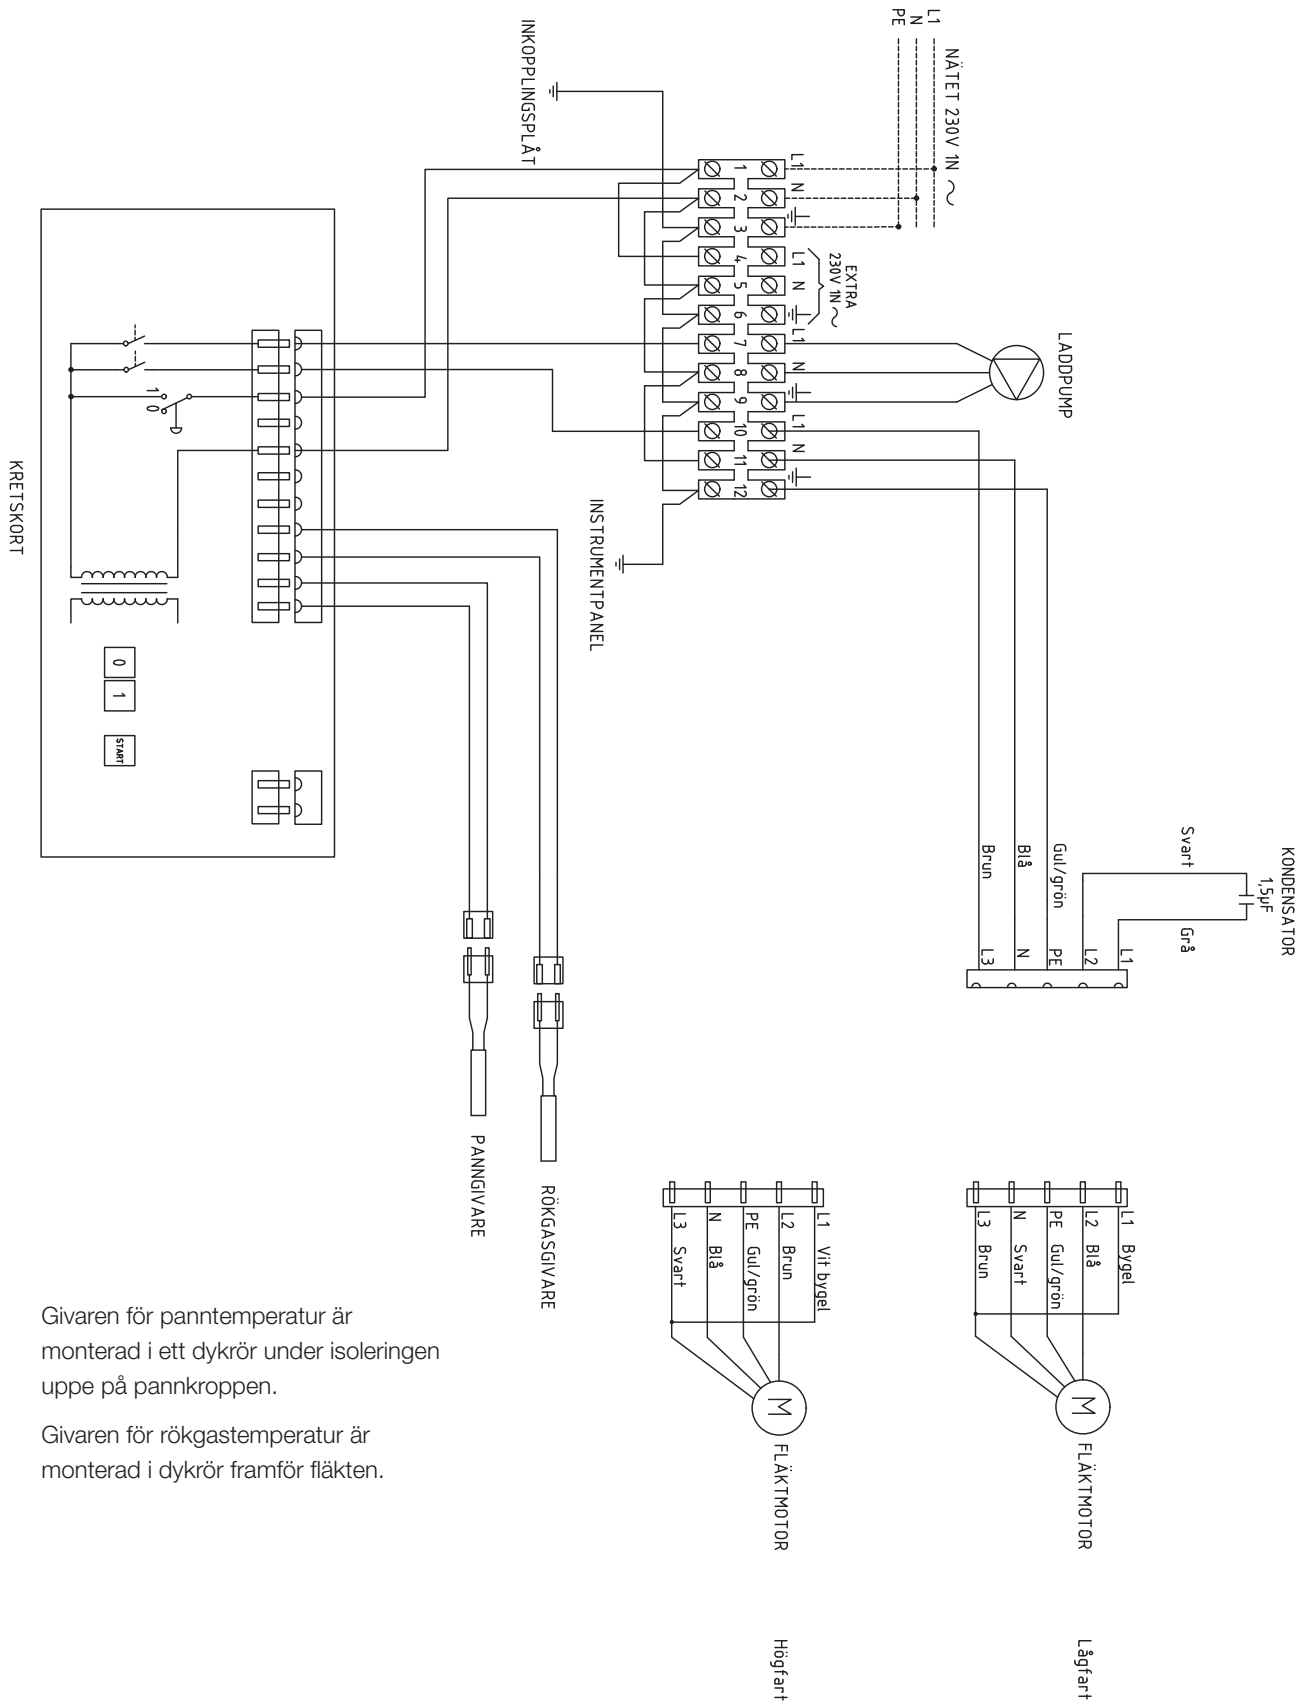 L1
N
PE
NÄTET 230V 1N ~
INKOPPLINGSPLÅT
L1
N
1
2
3
4
5
6
7
8
9
10
11
12
L1
N
EXTRA
230V 1N ~
L1
N
L1
N
LADDPUMP
INSTRUMENTPANEL
KRETSKORT
1
0
0
1
START
KONDENSATOR
1,5µF
Svart
Grå
Gul/grön
Blå
Brun
L1
L2
PE
N
L3
PANNGIVARE
RÖKGASGIVARE
L1 Bygel
L2 Blå
PE Gul/grön
N Svart
L3 Brun
M
FLÄKTMOTOR
Lågfart
L1 Vit bygel
L2 Brun
PE Gul/grön
N Blå
L3 Svart
M
FLÄKTMOTOR
Högfart
Givaren för panntemperatur är
monterad i ett dykrör under isoleringen
uppe på pannkroppen.
Givaren för rökgastemperatur är
monterad i dykrör framför fläkten.